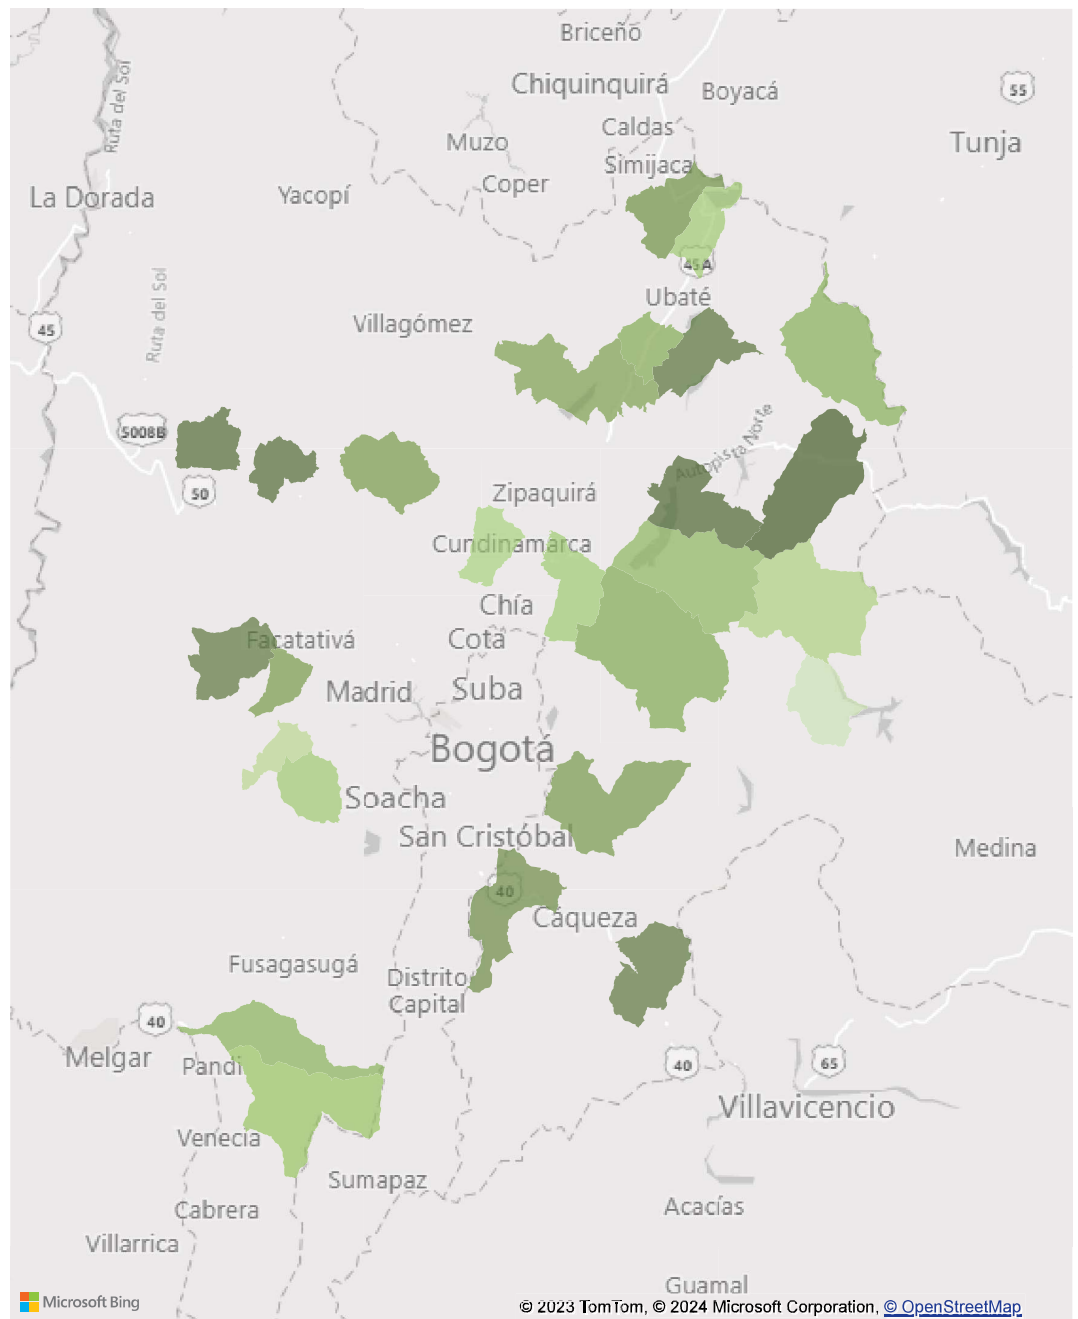 Briceño
Chiquinquirá
Boyacá
55
Ruta del Sol
Caldas
Muzo
Tunja
Simijaca
La Dorada
Yacopí
Coper
45A
Ubaté
45
Ruta del Sol
Villagómez
5008B
Autopista Norte
50
Zipaquirá
Cundinamarca
Chía
Facatativá
Cota
Madrid
Suba
Bogotá
Soacha
San Cristóbal
Medina
40
Cáqueza
Fusagasugá
Distrito
Capital
40
Melgar
Pandi
40
65
Villavicencio
Venecia
Sumapaz
Cabrera
Acacías
Villarrica
Guamal
Microsoft Bing
© 2023 TomTom, © 2024 Microsoft Corporation, © OpenStreetMap